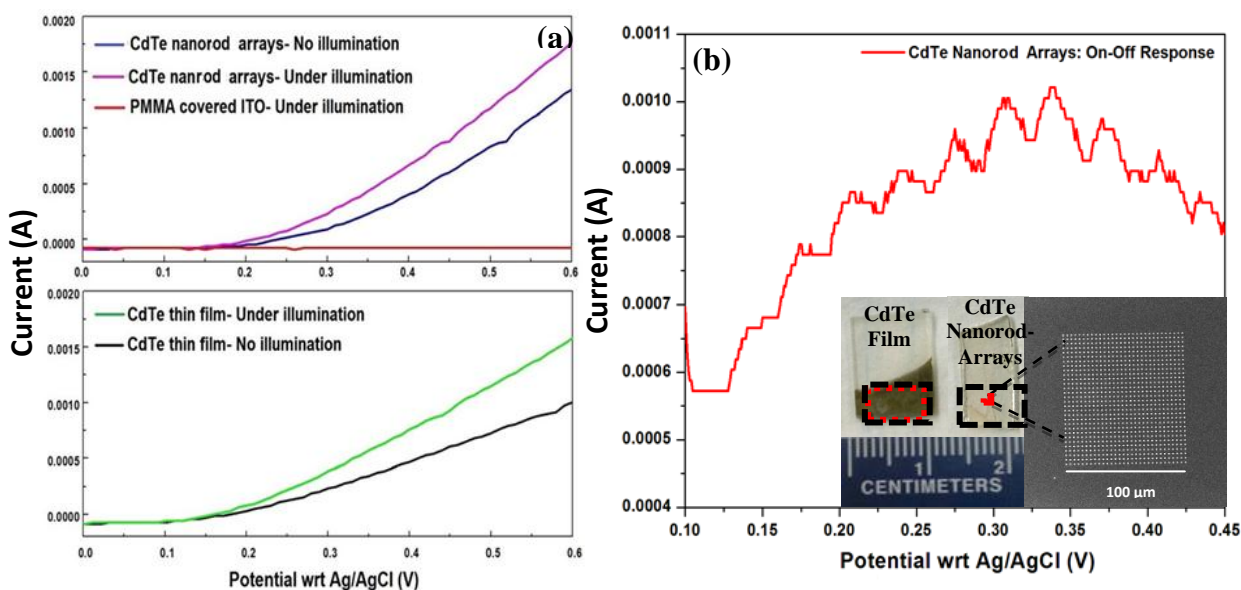 0.0020
(a)
CdTe nanorod arrays- No illumination
0.0015
CdTe nanrod arrays- Under illumination
PMMA covered ITO- Under illumination
0.0010
0.0005
0.0000
0.0 0.1 0.2 0.3 0.4 0.5 0.6
Current (A)
0.0020
CdTe thin film- Under illumination
0.0015
CdTe thin film- No illumination
0.0010
0.0005
0.0000
0.0 0.1 0.2 0.3 0.4 0.5 0.6
Potential wrt Ag/AgCl (V)
0.0011
(b)
CdTe Nanorod Arrays: On-Off Response
0.0010
0.0009
0.0008
0.0007
0.0006
0.0005
0.0004
Current (A)
CdTe
Film
CdTe
Nanorod-
Arrays
1 2
CENTIMETERS
100 µm
0.10 0.15 0.20 0.25 0.30 0.35 0.40 0.45
Potential wrt Ag/AgCl (V)